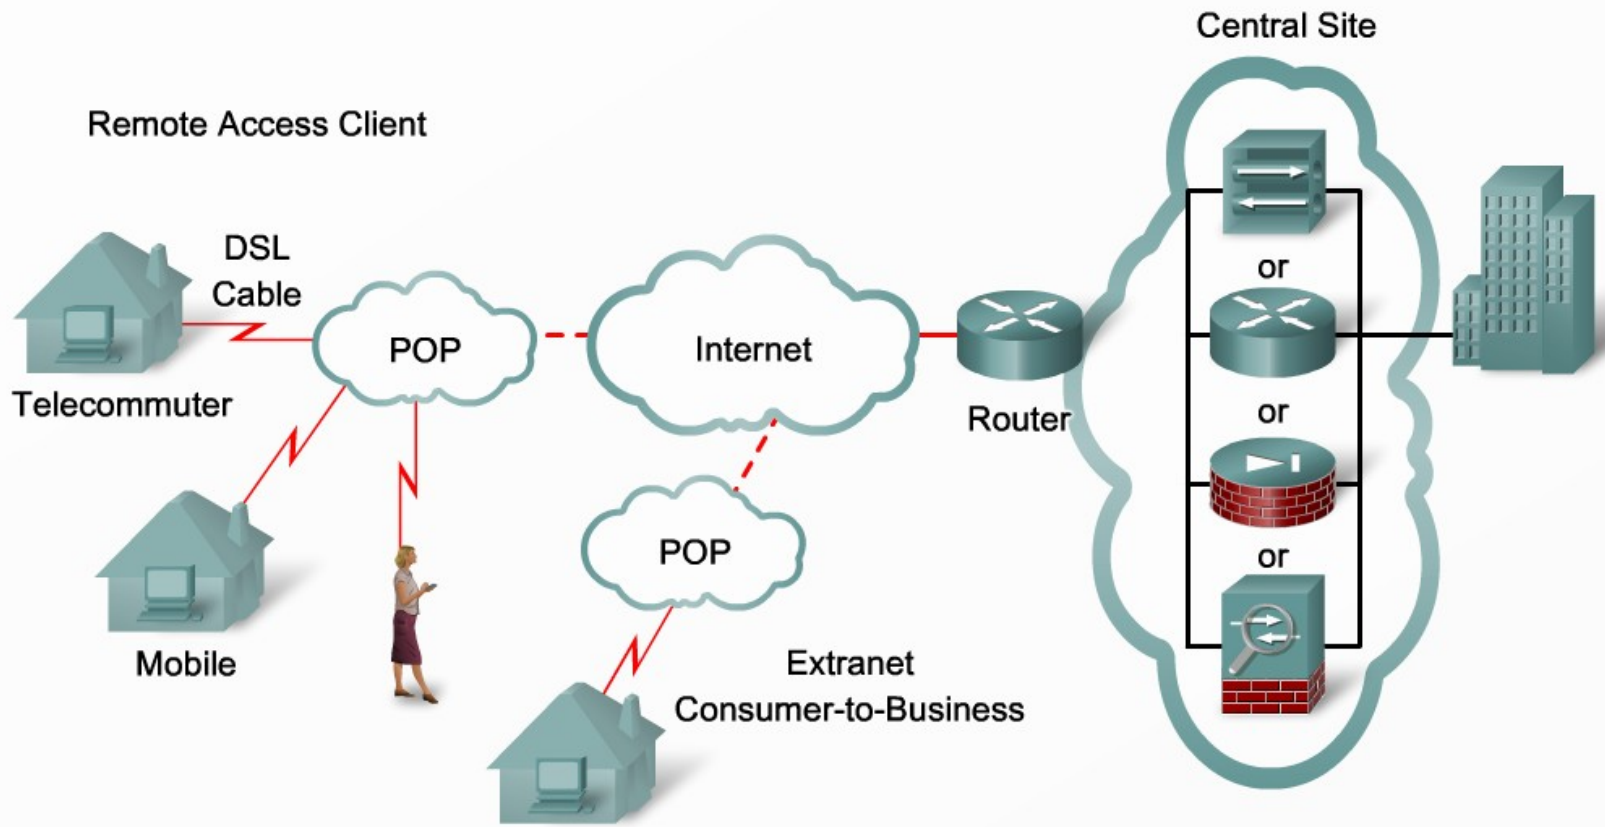 Central Site
Remote Access Client
DSL
Cable
Telecommuter
POP
Internet
Router
or
or
or
Mobile
POP
Extranet
Consumer-to-Business